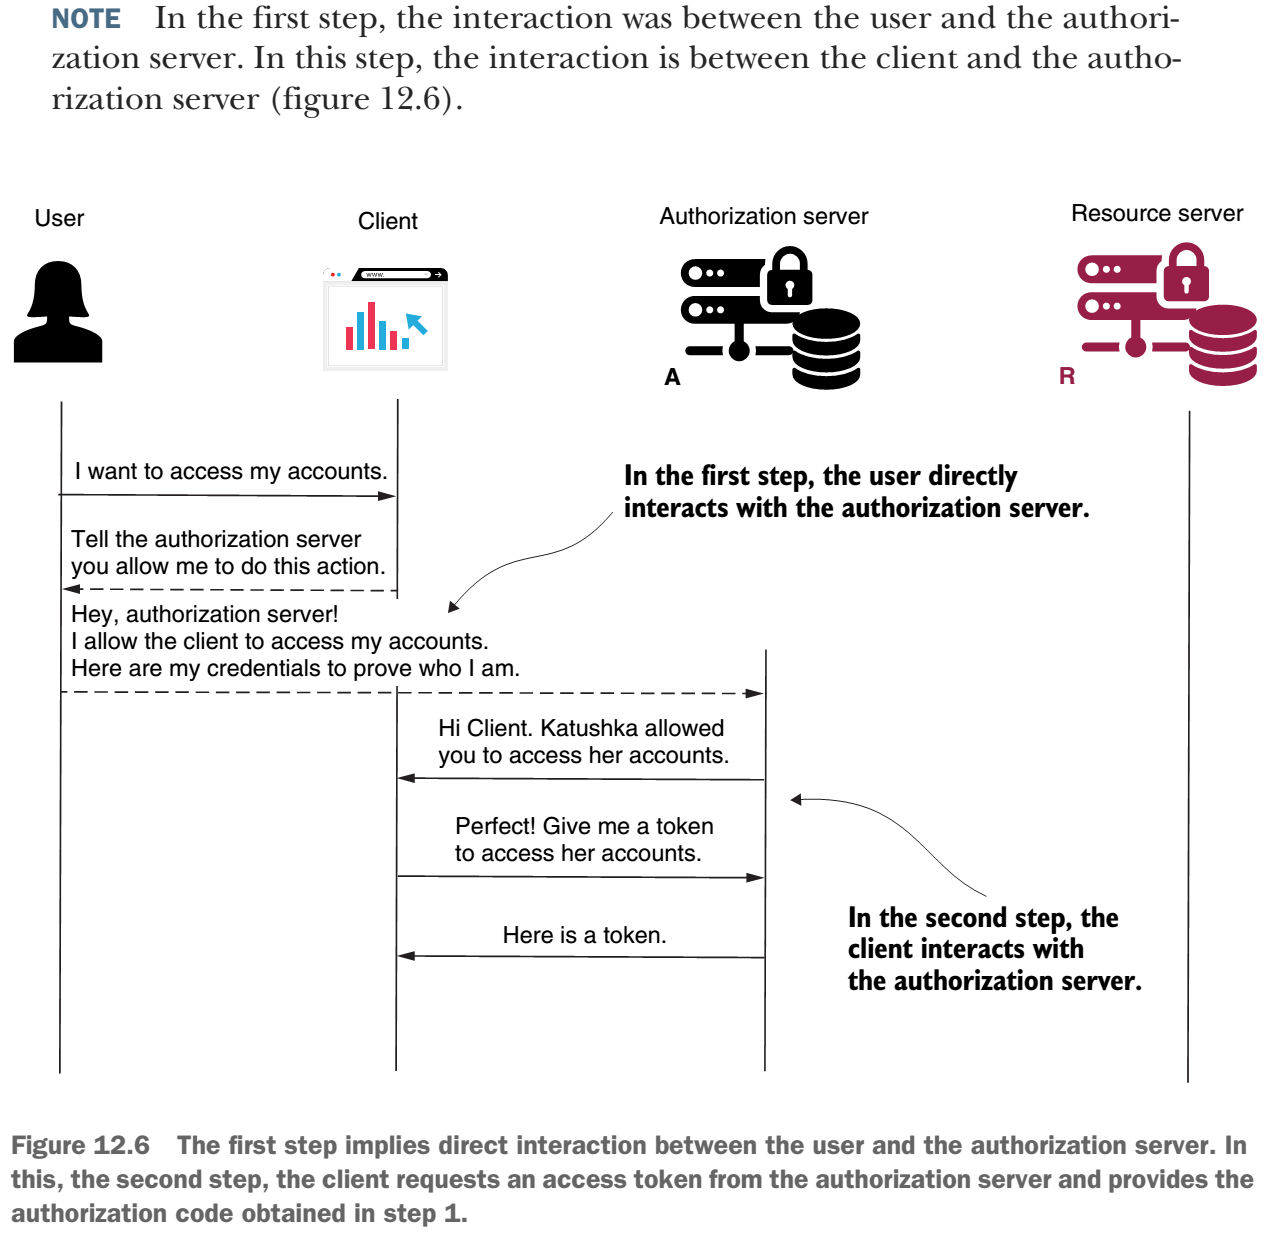 NOTE In the first step, the interaction was between the user and the authori-
zation server. In this step, the interaction is between the client and the autho-
rization server (figure 12.6).
User
Client
Authorization server
Resource server
www.
A
R
I want to access my accounts.
In the first step, the user directly
interacts with the authorization server.
Tell the authorization server
you allow me to do this action.
Hey, authorization server!
I allow the client to access my accounts.
Here are my credentials to prove who I am.
Hi Client. Katushka allowed
you to access her accounts.
Perfect! Give me a token
to access her accounts.
In the second step, the
client interacts with
the authorization server.
Here is a token.
Figure 12.6 The first step implies direct interaction between the user and the authorization server. In
this, the second step, the client requests an access token from the authorization server and provides the
authorization code obtained in step 1.